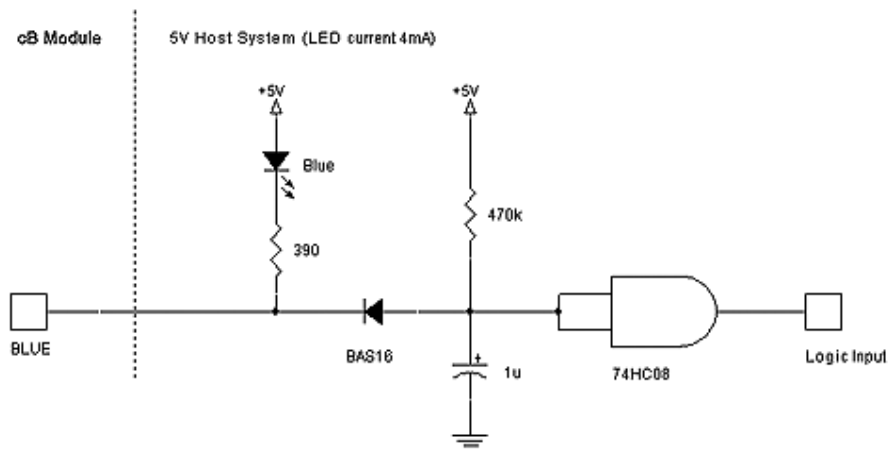 cB Module
5V Host System (LED current 4mA)
+5V
+5V
Blue
470k
390
BLUE
BAS16
+
1u
74HC08
Logic Input